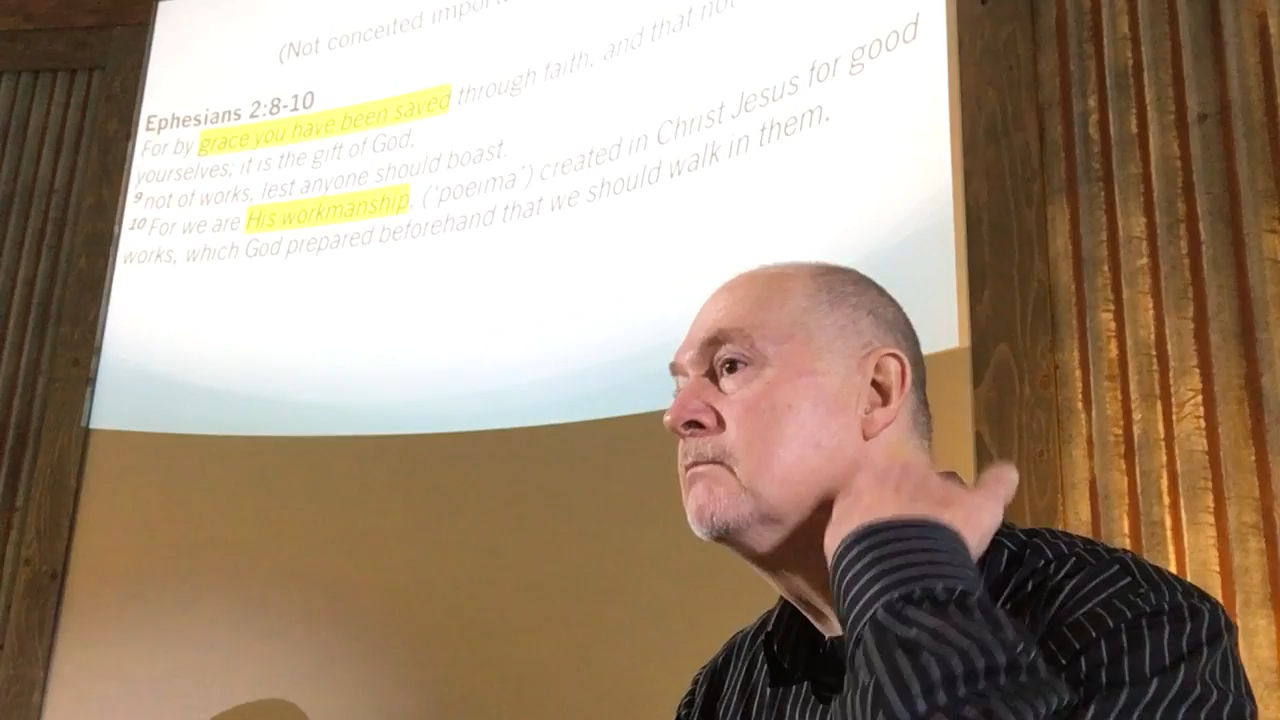 (Not conceited
Ephesians 2:8-10
For by grace you have been saved through faith, and that not
yourselves; it is the gift of God,
9 not of works, lest anyone should boast.
10 For we are His workmanship, ('poeima') created in Christ Jesus for good
works, which God prepared beforehand that we should walk in them.